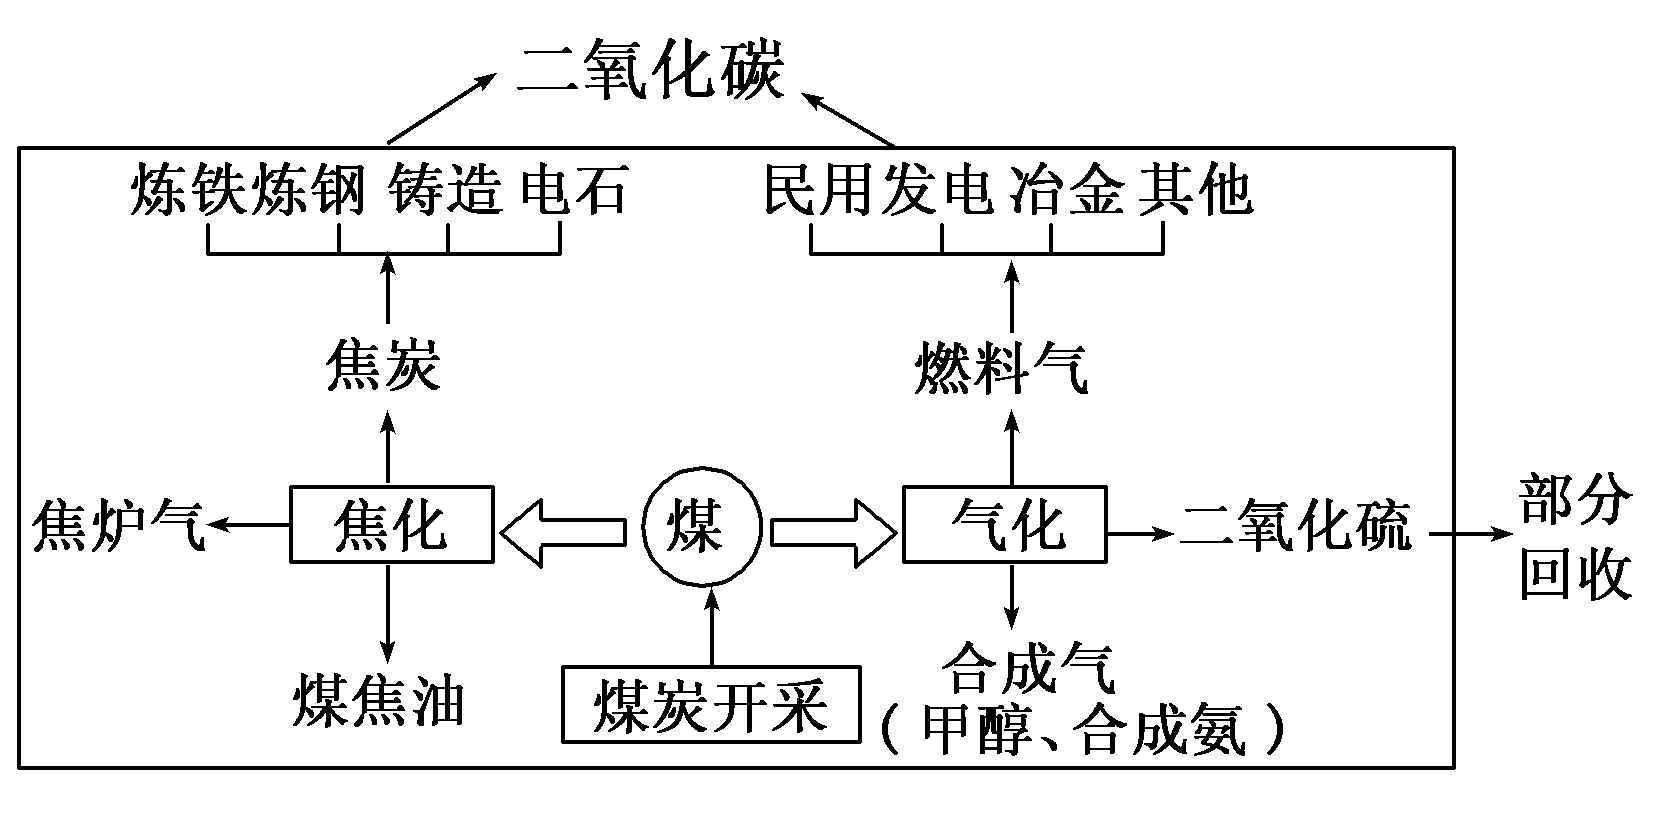 二氧化碳
炼铁炼钢 铸造 电石
民用发电 冶金 其他
焦炭
燃料气
焦炉气
焦化
煤
气化
二氧化硫
部分
回收
煤焦油
煤炭开采
合成气
(甲醇、合成氨)